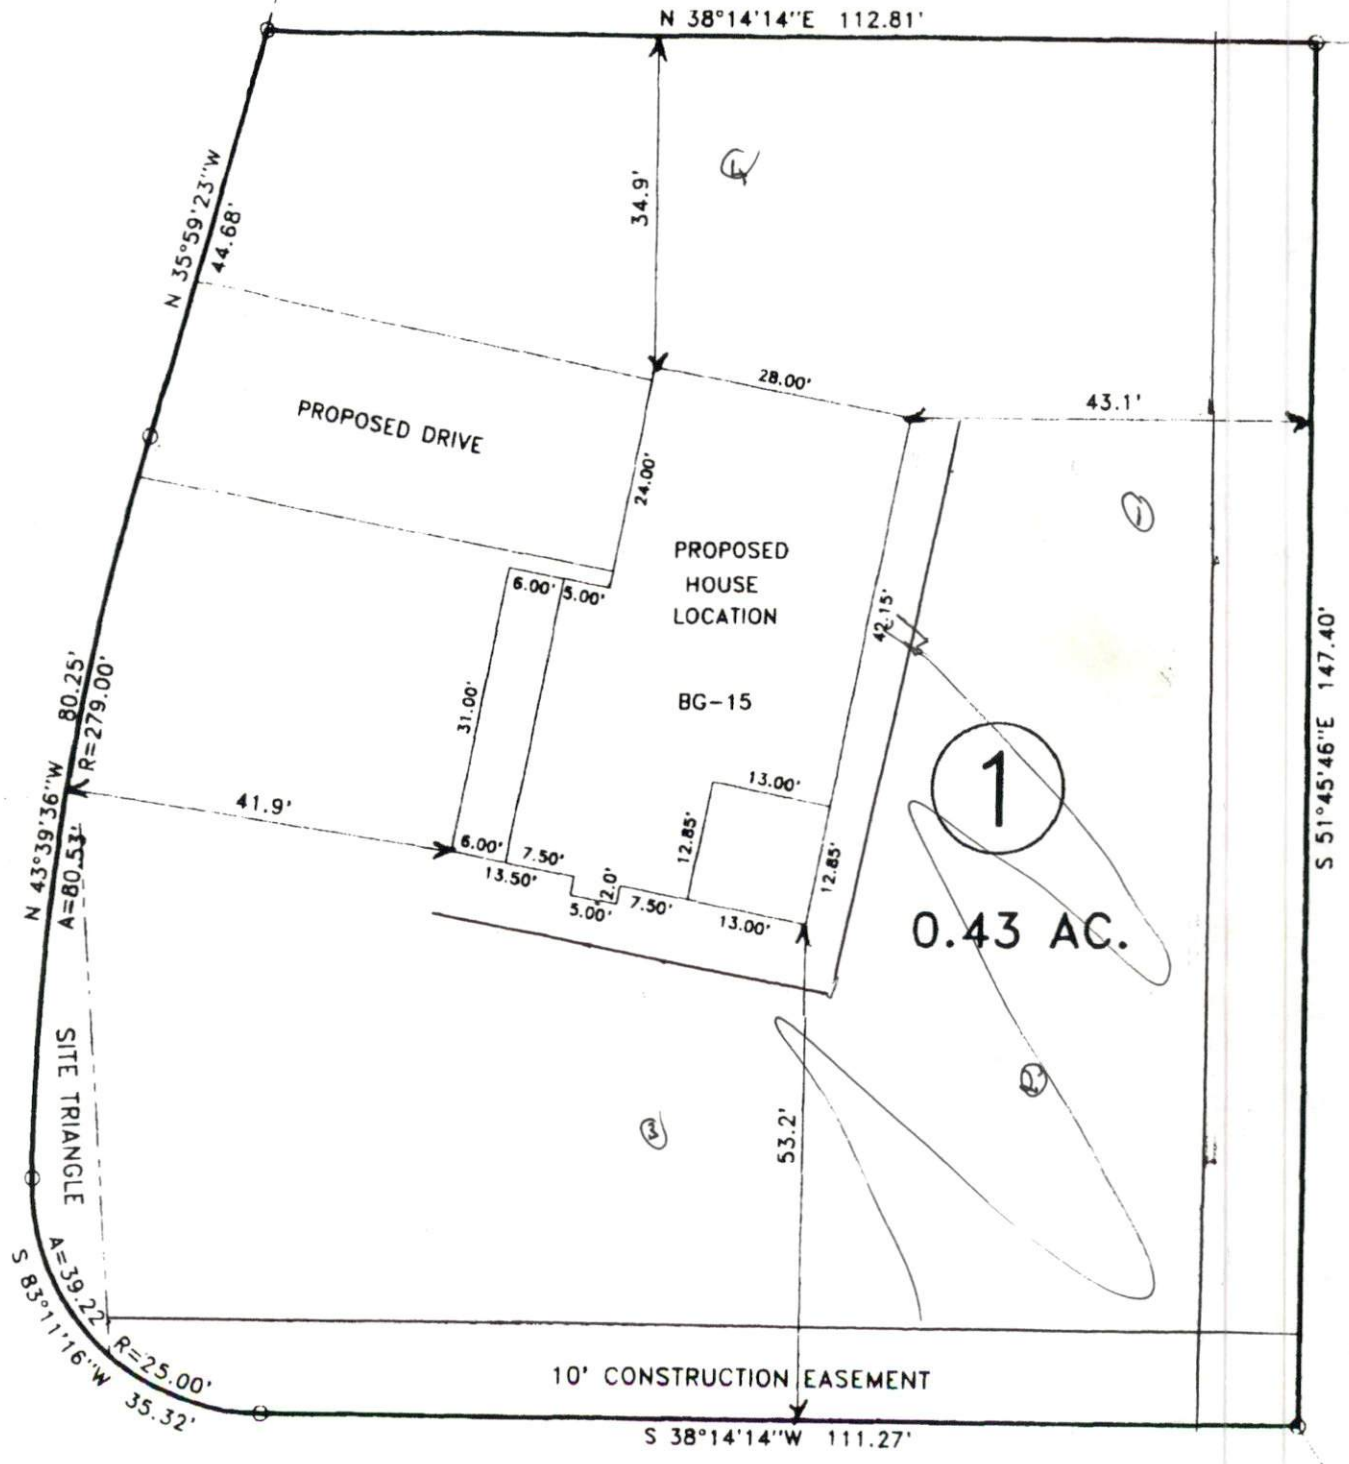 N 38°14'14"E 112.81'
4
N 35°59'23"W
44.68'
34.9'
28.00'
43.1'
PROPOSED DRIVE
24.00'
1
PROPOSED
HOUSE
LOCATION
6.00' 5.00'
42.15'
BG-15
31.00'
80.25'
R=279.00'
S 51°45'46"E 147.40'
N 43°39'36"W
A=80.53'
41.9'
13.00'
1
12.85'
12.85'
6.00' 7.50'
13.50'
2.0'
5.00' 7.50'
13.00'
0.43 AC.
SITE TRIANGLE
2
3
53.2'
A=39.22
R=25.00'
S 83°11'16"W 35.32'
10' CONSTRUCTION EASEMENT
S 38°14'14"W 111.27'